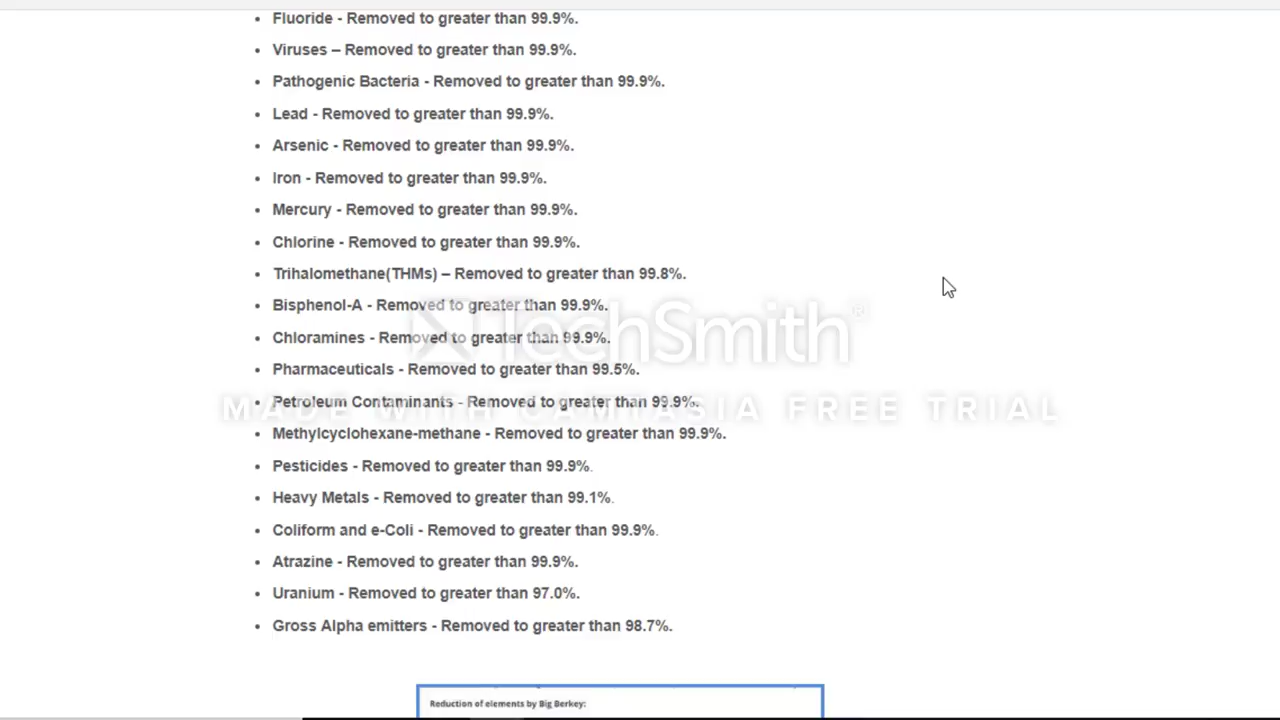 Fluoride - Removed to greater than 99.9%.
Viruses – Removed to greater than 99.9%.
Pathogenic Bacteria - Removed to greater than 99.9%.
Lead - Removed to greater than 99.9%.
Arsenic - Removed to greater than 99.9%.
Iron - Removed to greater than 99.9%.
Mercury - Removed to greater than 99.9%.
Chlorine - Removed to greater than 99.9%.
Trihalomethane(THMs) – Removed to greater than 99.8%.
Bisphenol-A - Removed to greater than 99.9%.
TechSmith®
Chloramines - Removed to greater than 99.9%.
Pharmaceuticals - Removed to greater than 99.5%.
Petroleum Contaminants - Removed to greater than 99.9%.
MADE WITH CAMTASIA FREE TRIAL
Methylcyclohexane-methane - Removed to greater than 99.9%.
Pesticides - Removed to greater than 99.9%.
Heavy Metals - Removed to greater than 99.1%.
Coliform and e-Coli - Removed to greater than 99.9%.
Atrazine - Removed to greater than 99.9%.
Uranium - Removed to greater than 97.0%.
Gross Alpha emitters - Removed to greater than 98.7%.
Reduction of elements by Big Berkey: